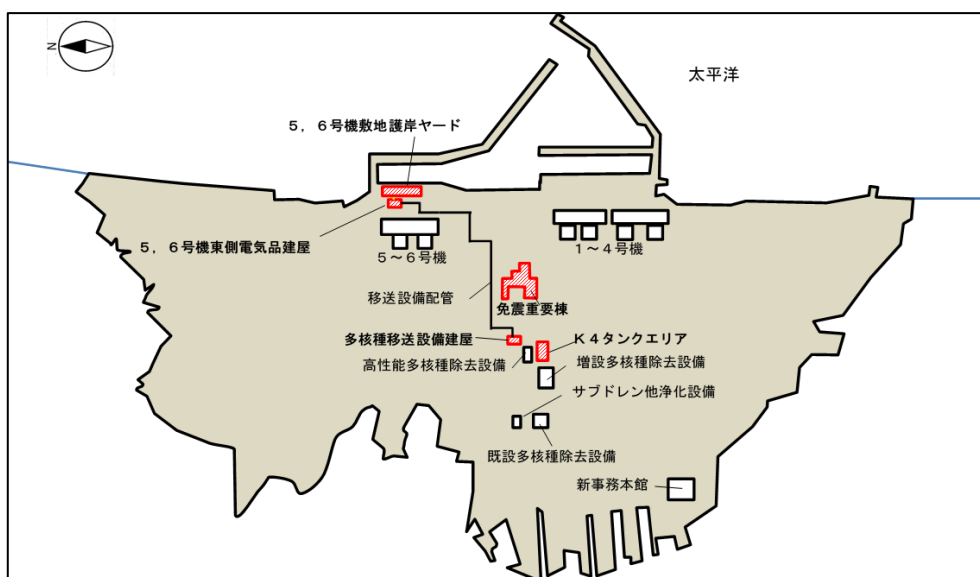 N
太平洋
５，６号機敷地護岸ヤード
５，６号機東側電気品建屋
５～６号機
１～４号機
移送設備配管
免震重要棟
多核種移送設備建屋
Ｋ４タンクエリア
高性能多核種除去設備
増設多核種除去設備
サブドレン他浄化設備
既設多核種除去設備
新事務本館